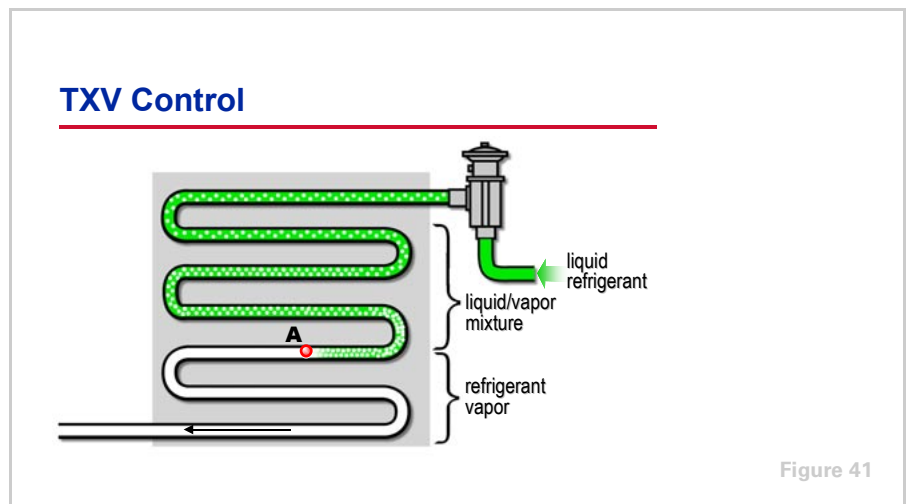 TXV Control
liquid
refrigerant
liquid/vapor
mixture
A
refrigerant
vapor
Figure 41